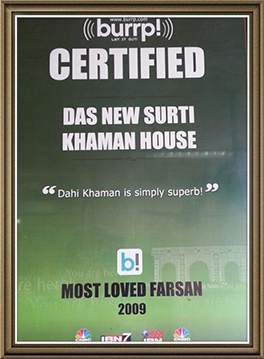 www.burrp.com
burrp!
LET IT OUT!
CERTIFIED
DAS NEW SURTI
KHAMAN HOUSE
“Dahi Khaman is simply superb!”
You are here
b!
MOST LOVED FARSAN
2009
CNBC
IBN7
IBN
CNBC